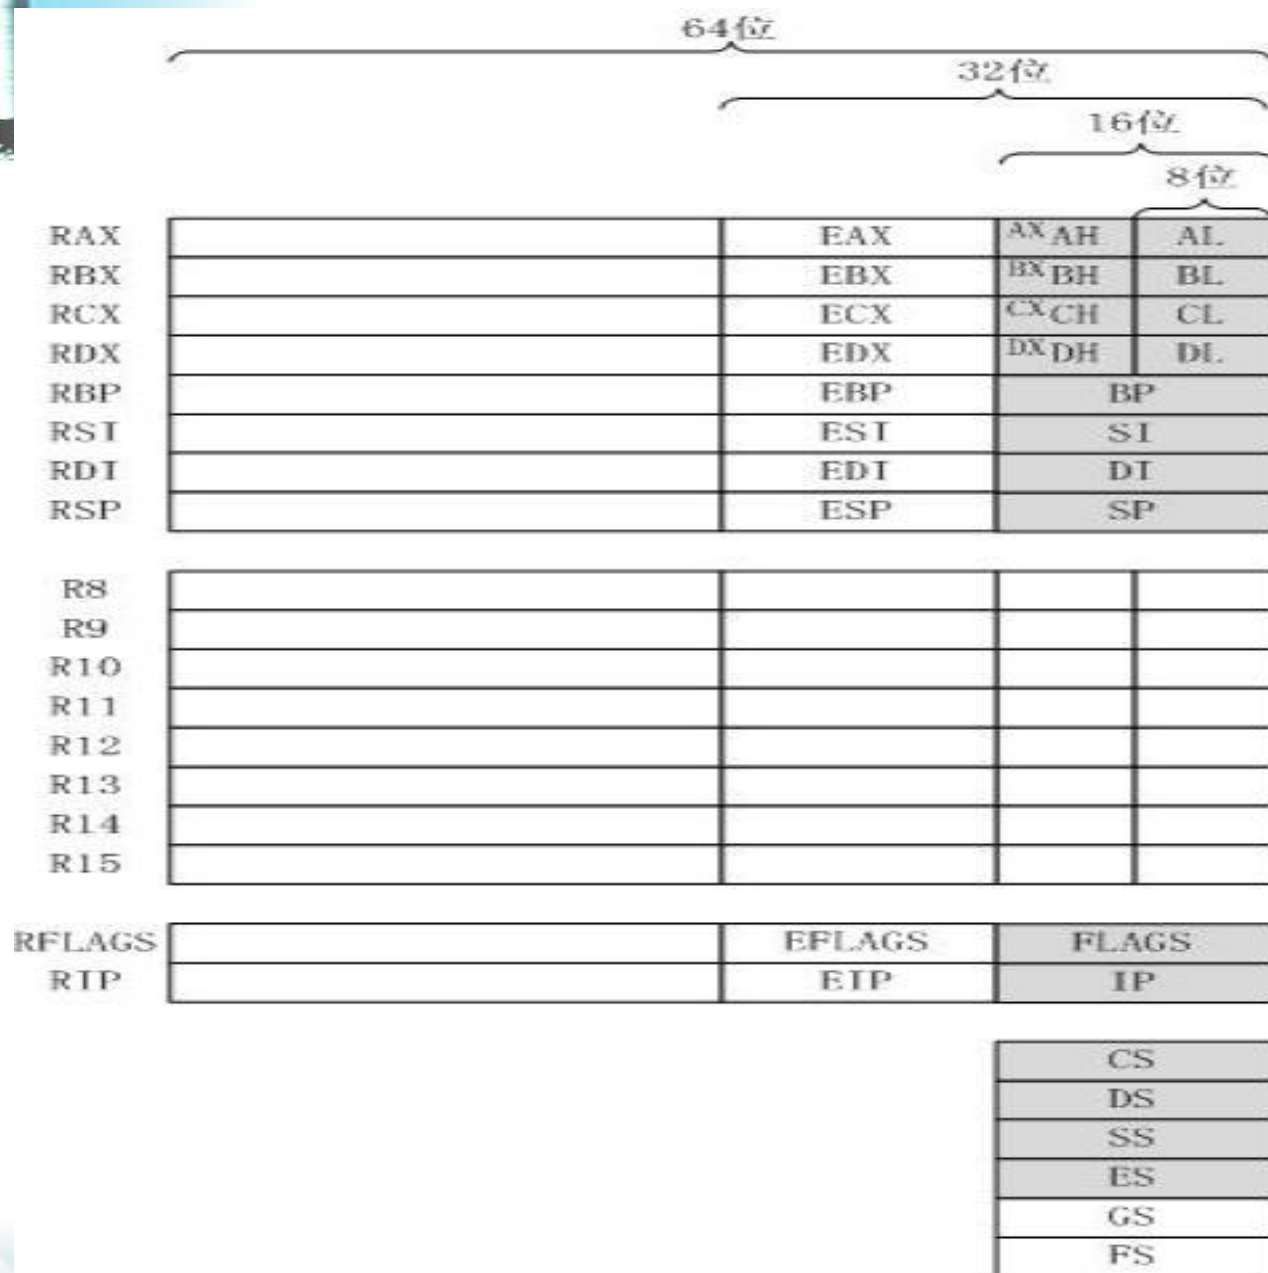 64位
32位
16位
8位
RAX EAX AX AH AL
RBX EBX BX BH BL
RCX ECX CX CH CL
RDX EDX DX DH DL
RBP EBP BP
RSI ESI SI
RDI EDI DI
RSP ESP SP
R8
R9
R10
R11
R12
R13
R14
R15
RFLAGS EFLAGS FLAGS
RIP EIP IP
CS
DS
SS
ES
GS
FS